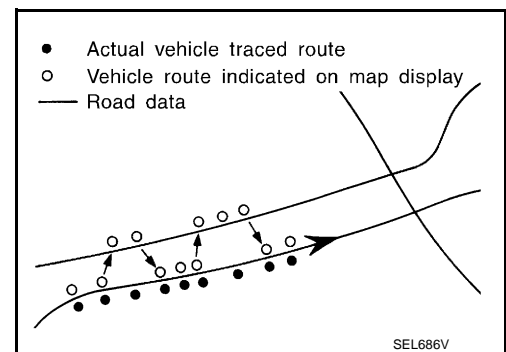 Actual vehicle traced route
Vehicle route indicated on map display
Road data
SEL686V